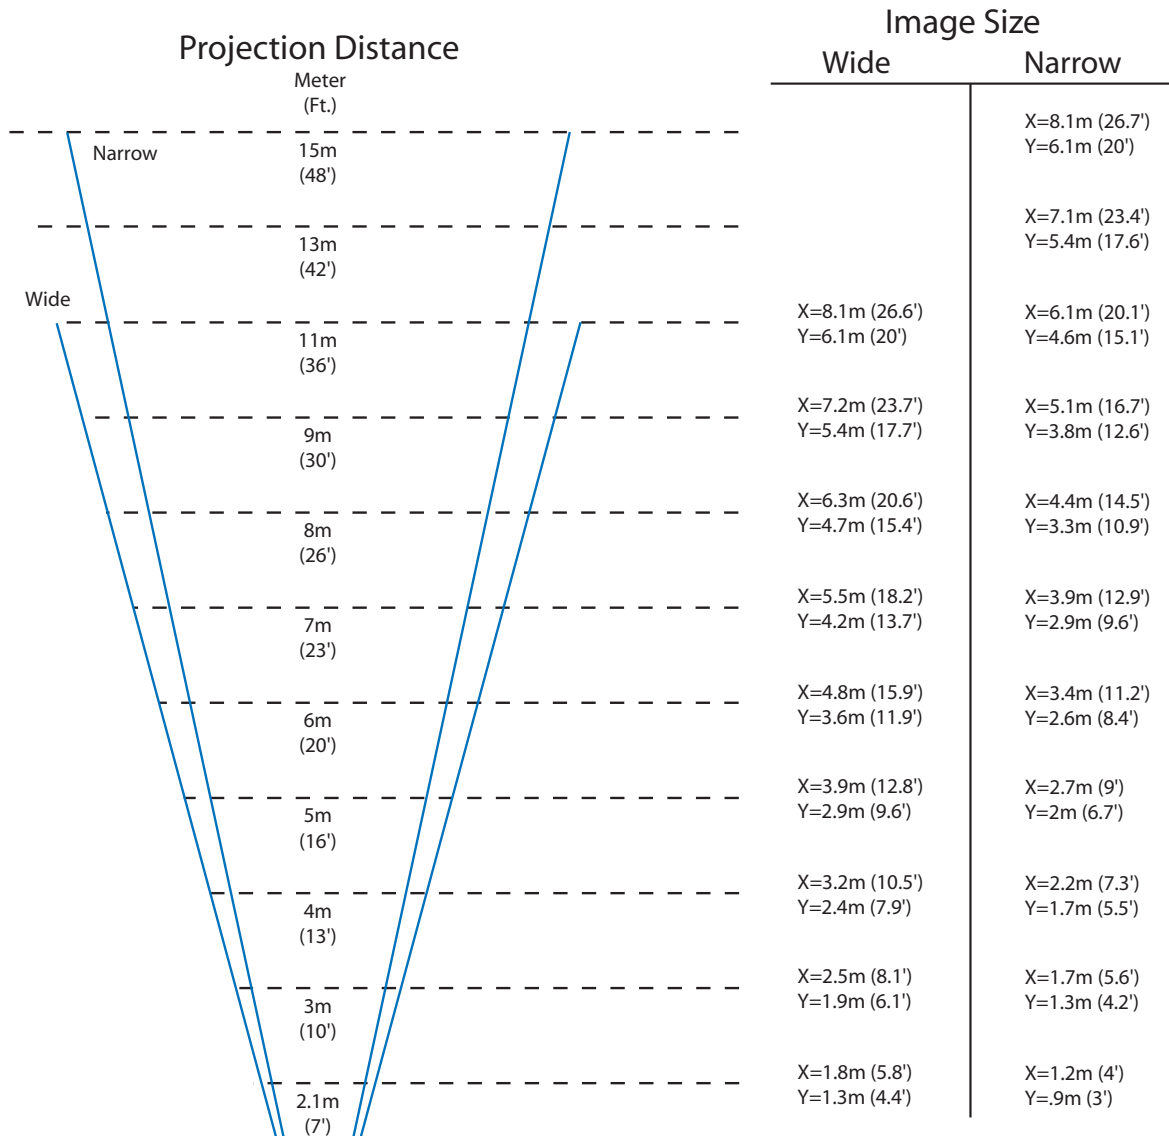 Image Size
Projection Distance
Wide Narrow
Meter
(Ft.)
Narrow
15m
(48')
X=8.1m (26.7')
Y=6.1m (20')
13m
(42')
X=7.1m (23.4')
Y=5.4m (17.6')
Wide
11m
(36')
X=8.1m (26.6') X=6.1m (20.1')
Y=6.1m (20') Y=4.6m (15.1')
9m
(30')
X=7.2m (23.7') X=5.1m (16.7')
Y=5.4m (17.7') Y=3.8m (12.6')
8m
(26')
X=6.3m (20.6') X=4.4m (14.5')
Y=4.7m (15.4') Y=3.3m (10.9')
7m
(23')
X=5.5m (18.2') X=3.9m (12.9')
Y=4.2m (13.7') Y=2.9m (9.6')
6m
(20')
X=4.8m (15.9') X=3.4m (11.2')
Y=3.6m (11.9') Y=2.6m (8.4')
5m
(16')
X=3.9m (12.8') X=2.7m (9')
Y=2.9m (9.6') Y=2m (6.7')
4m
(13')
X=3.2m (10.5') X=2.2m (7.3')
Y=2.4m (7.9') Y=1.7m (5.5')
3m
(10')
X=2.5m (8.1') X=1.7m (5.6')
Y=1.9m (6.1') Y=1.3m (4.2')
2.1m
(7')
X=1.8m (5.8') X=1.2m (4')
Y=1.3m (4.4') Y=.9m (3')